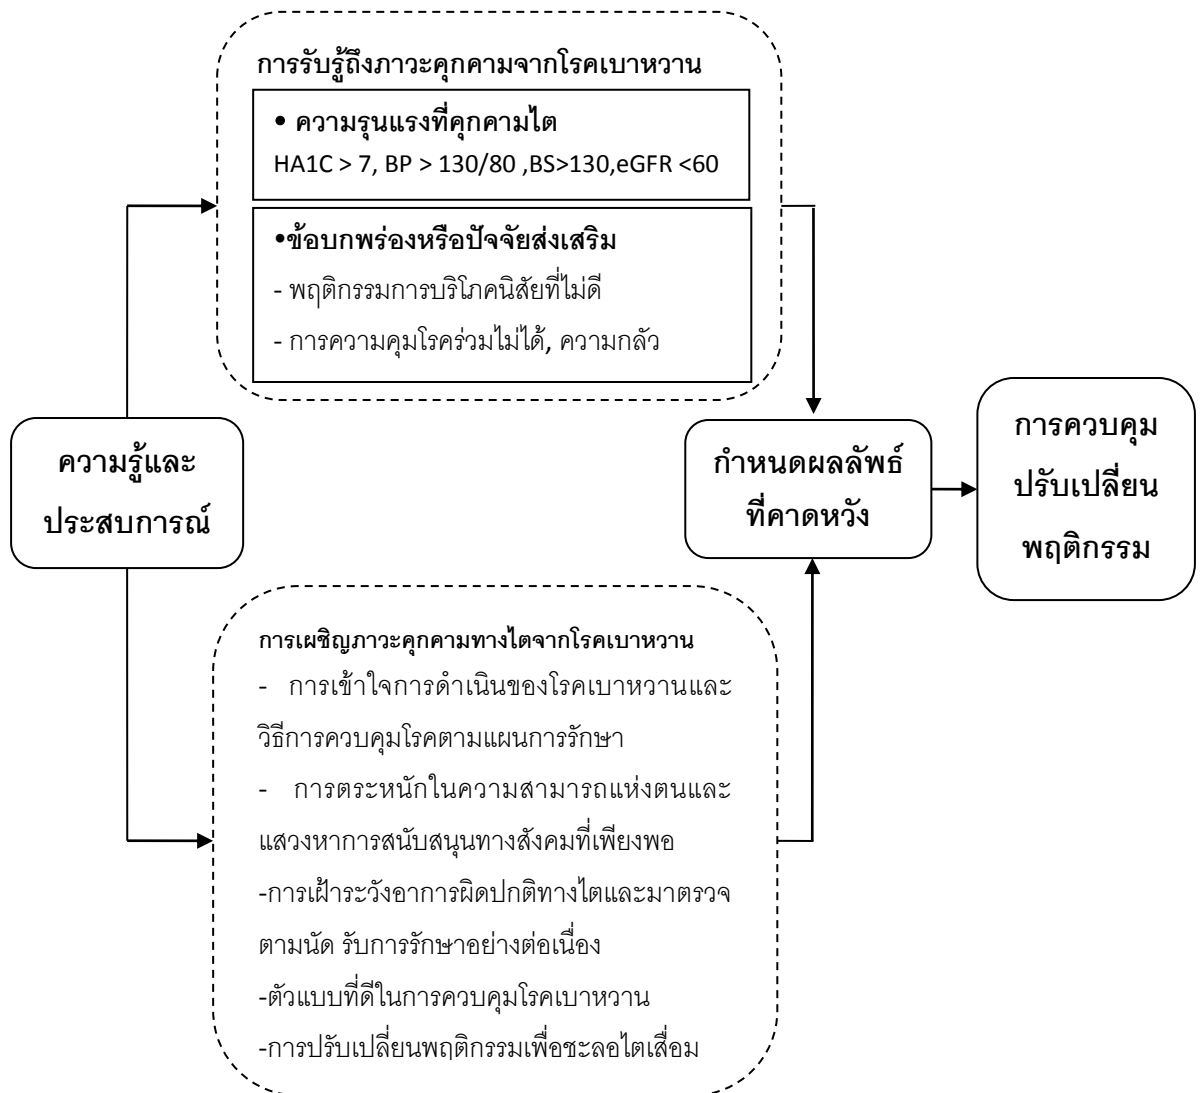 การรับรู้ถึงภาวะคุกคามจากโรคเบาหวาน
• ความรุนแรงที่คุกคามไต
HA1C > 7, BP > 130/80 ,BS>130,eGFR <60
•ข้อบกพร่องหรือปัจจัยส่งเสริม
- พฤติกรรมการบริโภคนิสัยที่ไม่ดี
- การความคุมโรคร่วมไม่ได้, ความกลัว
ความรู้และ
ประสบการณ์
กำหนดผลลัพธ์
ที่คาดหวัง
การควบคุม
ปรับเปลี่ยน
พฤติกรรม
การเผชิญภาวะคุกคามทางไตจากโรคเบาหวาน
- การเข้าใจการดำเนินของโรคเบาหวานและ
วิธีการควบคุมโรคตามแผนการรักษา
- การตระหนักในความสามารถแห่งตนและ
แสวงหาการสนับสนุนทางสังคมที่เพียงพอ
-การเฝ้าระวังอาการผิดปกติทางไตและมาตรวจ
ตามนัด รับการรักษาอย่างต่อเนื่อง
-ตัวแบบที่ดีในการควบคุมโรคเบาหวาน
-การปรับเปลี่ยนพฤติกรรมเพื่อชะลอไตเสื่อม